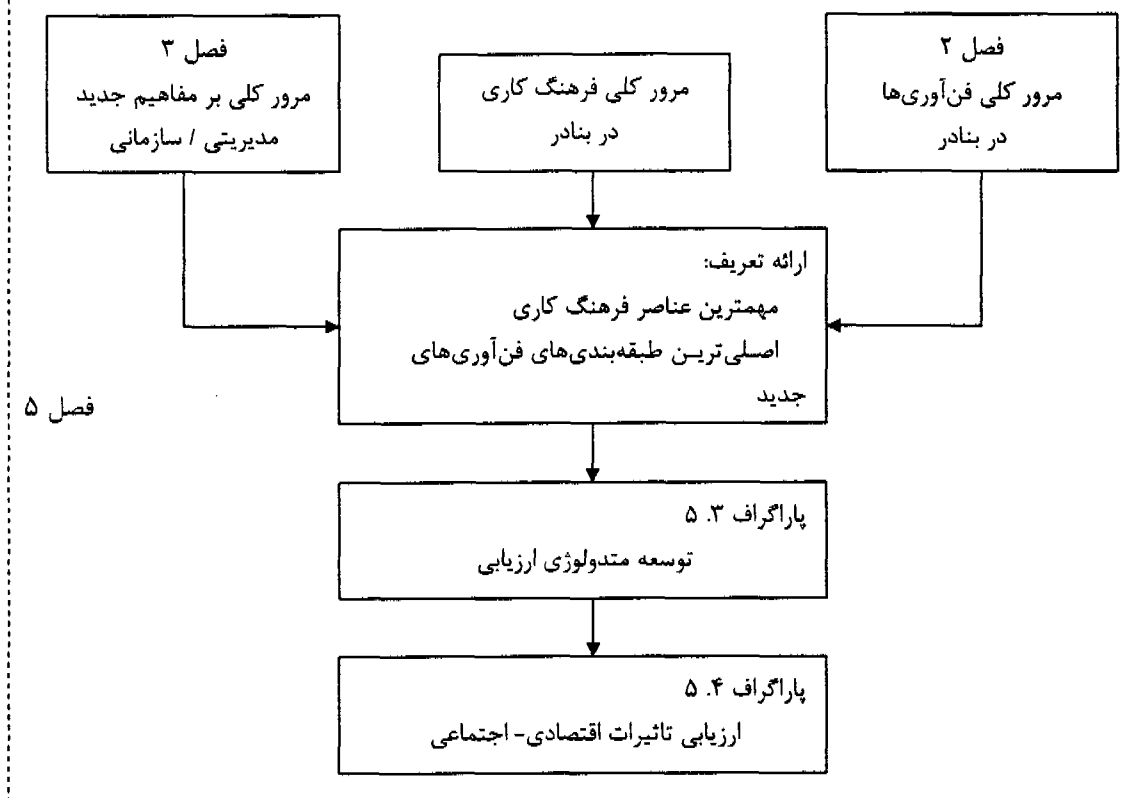 فصل ۲
مرور کلی فن‌آوری‌ها
در بنادر
مرور کلی فرهنگ کاری
در بنادر
فصل ۳
مرور کلی بر مفاهیم جدید
مدیریتی / سازمانی
ارائه تعریف:
مهمترین عناصر فرهنگ کاری
اصلی‌ترین طبقه‌بندی‌های فن‌آوری‌های
جدید
فصل ۵
پاراگراف ۳. ۵
توسعه متدولوژی ارزیابی
پاراگراف ۴. ۵
ارزیابی تاثیرات اقتصادی- اجتماعی